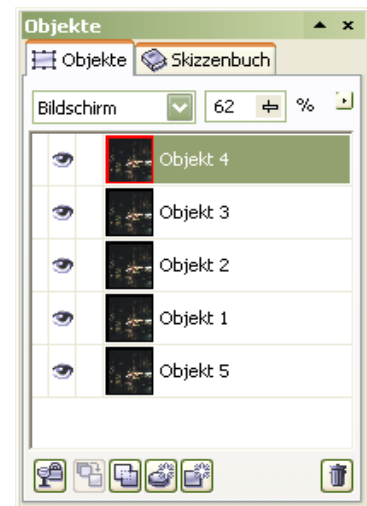 Objekte
Objekte Skizzenbuch
Bildschirm 62 %
Objekt 4
Objekt 3
Objekt 2
Objekt 1
Objekt 5